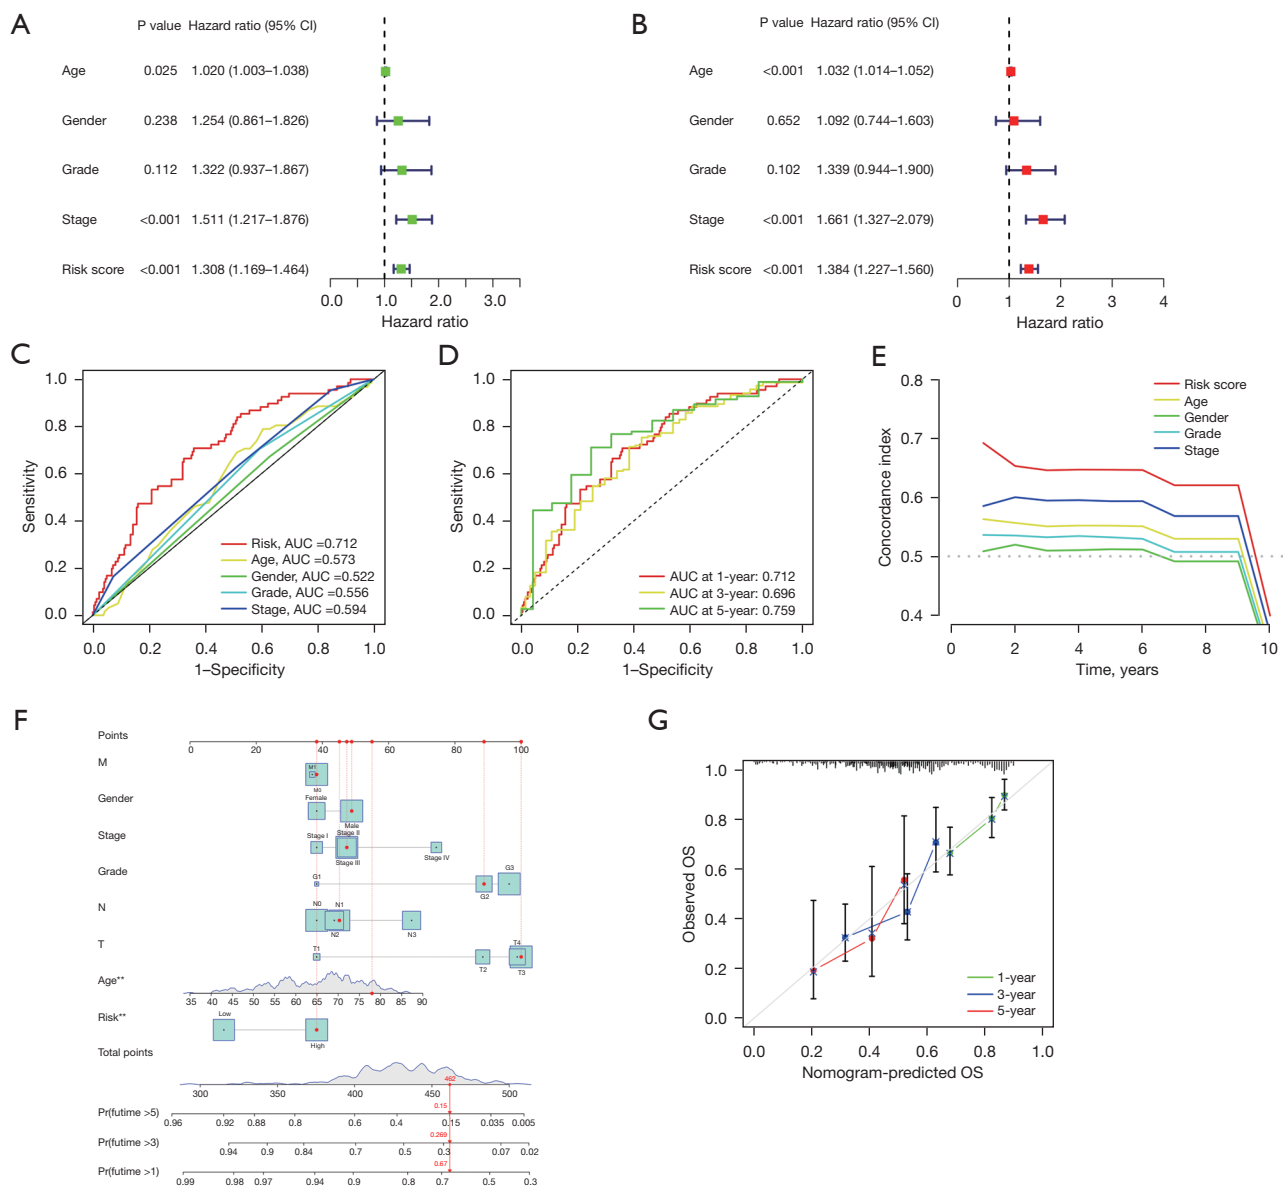 A
P value Hazard ratio (95% CI)
Age 0.025 1.020 (1.003–1.038)
Gender 0.238 1.254 (0.861–1.826)
Grade 0.112 1.322 (0.937–1.867)
Stage <0.001 1.511 (1.217–1.876)
Risk score <0.001 1.308 (1.169–1.464)
0.0 1.0 2.0 3.0
Hazard ratio
B
P value Hazard ratio (95% CI)
Age <0.001 1.032 (1.014–1.052)
Gender 0.652 1.092 (0.744–1.603)
Grade 0.102 1.339 (0.944–1.900)
Stage <0.001 1.661 (1.327–2.079)
Risk score <0.001 1.384 (1.227–1.560)
0 1 2 3 4
Hazard ratio
C
Sensitivity
1.0
0.8
0.6
0.4
0.2
0.0
Risk, AUC =0.712
Age, AUC =0.573
Gender, AUC =0.522
Grade, AUC =0.556
Stage, AUC =0.594
0.0 0.2 0.4 0.6 0.8 1.0
1–Specificity
D
Sensitivity
1.0
0.8
0.6
0.4
0.2
0.0
AUC at 1-year: 0.712
AUC at 3-year: 0.696
AUC at 5-year: 0.759
0.0 0.2 0.4 0.6 0.8 1.0
1–Specificity
E
Concordance index
0.8
0.7
0.6
0.5
0.4
Risk score
Age
Gender
Grade
Stage
0 2 4 6 8 10
Time, years
F
Points
0 20 40 60 80 100
M
M1
M0
Gender
Female
Male
Stage
Stage I
Stage II
Stage III
Stage IV
Grade
G1
G2
G3
N
N0
N1
N2
N3
T
T1
T2
T4
T3
Age**
35 40 45 50 55 60 65 70 75 80 85 90
Risk**
Low
High
Total points
462
300 350 400 450 500
0.15
Pr(futime >5)
0.96 0.92 0.88 0.8 0.6 0.4 0.15 0.035 0.005
0.269
Pr(futime >3)
0.94 0.9 0.84 0.7 0.5 0.3 0.07 0.02
0.67
Pr(futime >1)
0.99 0.98 0.97 0.94 0.9 0.8 0.7 0.5 0.3
G
Observed OS
1.0
0.8
0.6
0.4
0.2
0.0
1-year
3-year
5-year
0.0 0.2 0.4 0.6 0.8 1.0
Nomogram-predicted OS